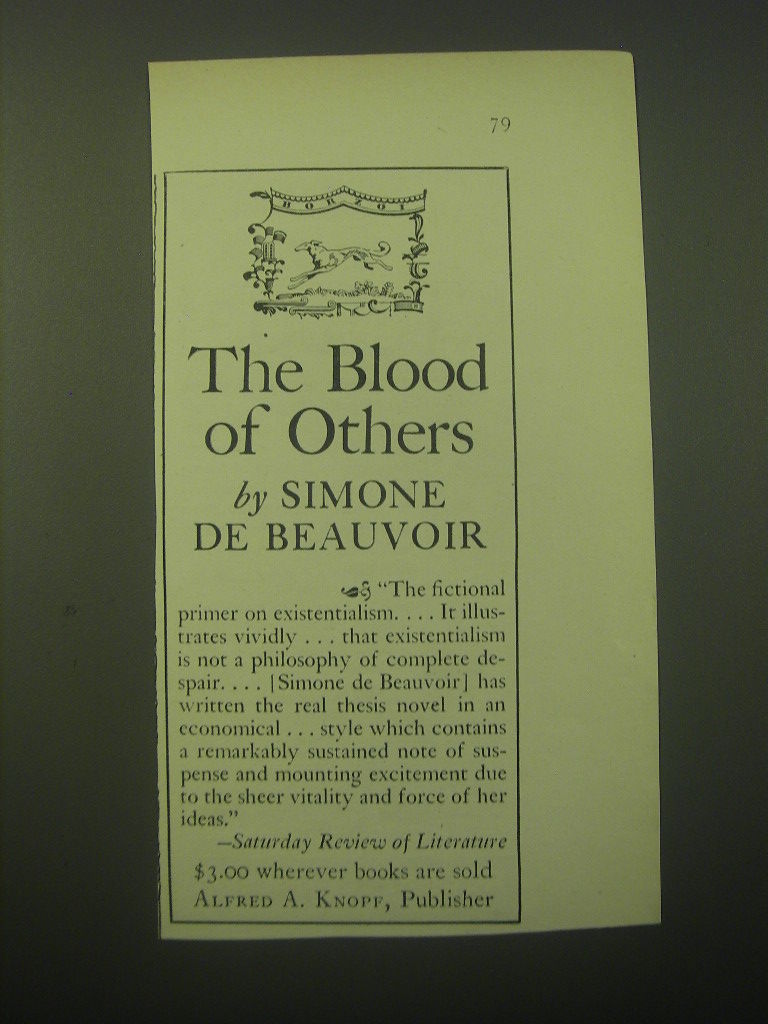 79
BORZOI
The Blood
of Others
by SIMONE
DE BEAUVOIR
"The fictional
primer on existentialism. . . . It illus-
trates vividly . . . that existentialism
is not a philosophy of complete de-
spair. . . . [Simone de Beauvoir] has
written the real thesis novel in an
economical . . . style which contains
a remarkably sustained note of sus-
pense and mounting excitement due
to the sheer vitality and force of her
ideas."
—Saturday Review of Literature
$3.00 wherever books are sold
ALFRED A. KNOPF, Publisher